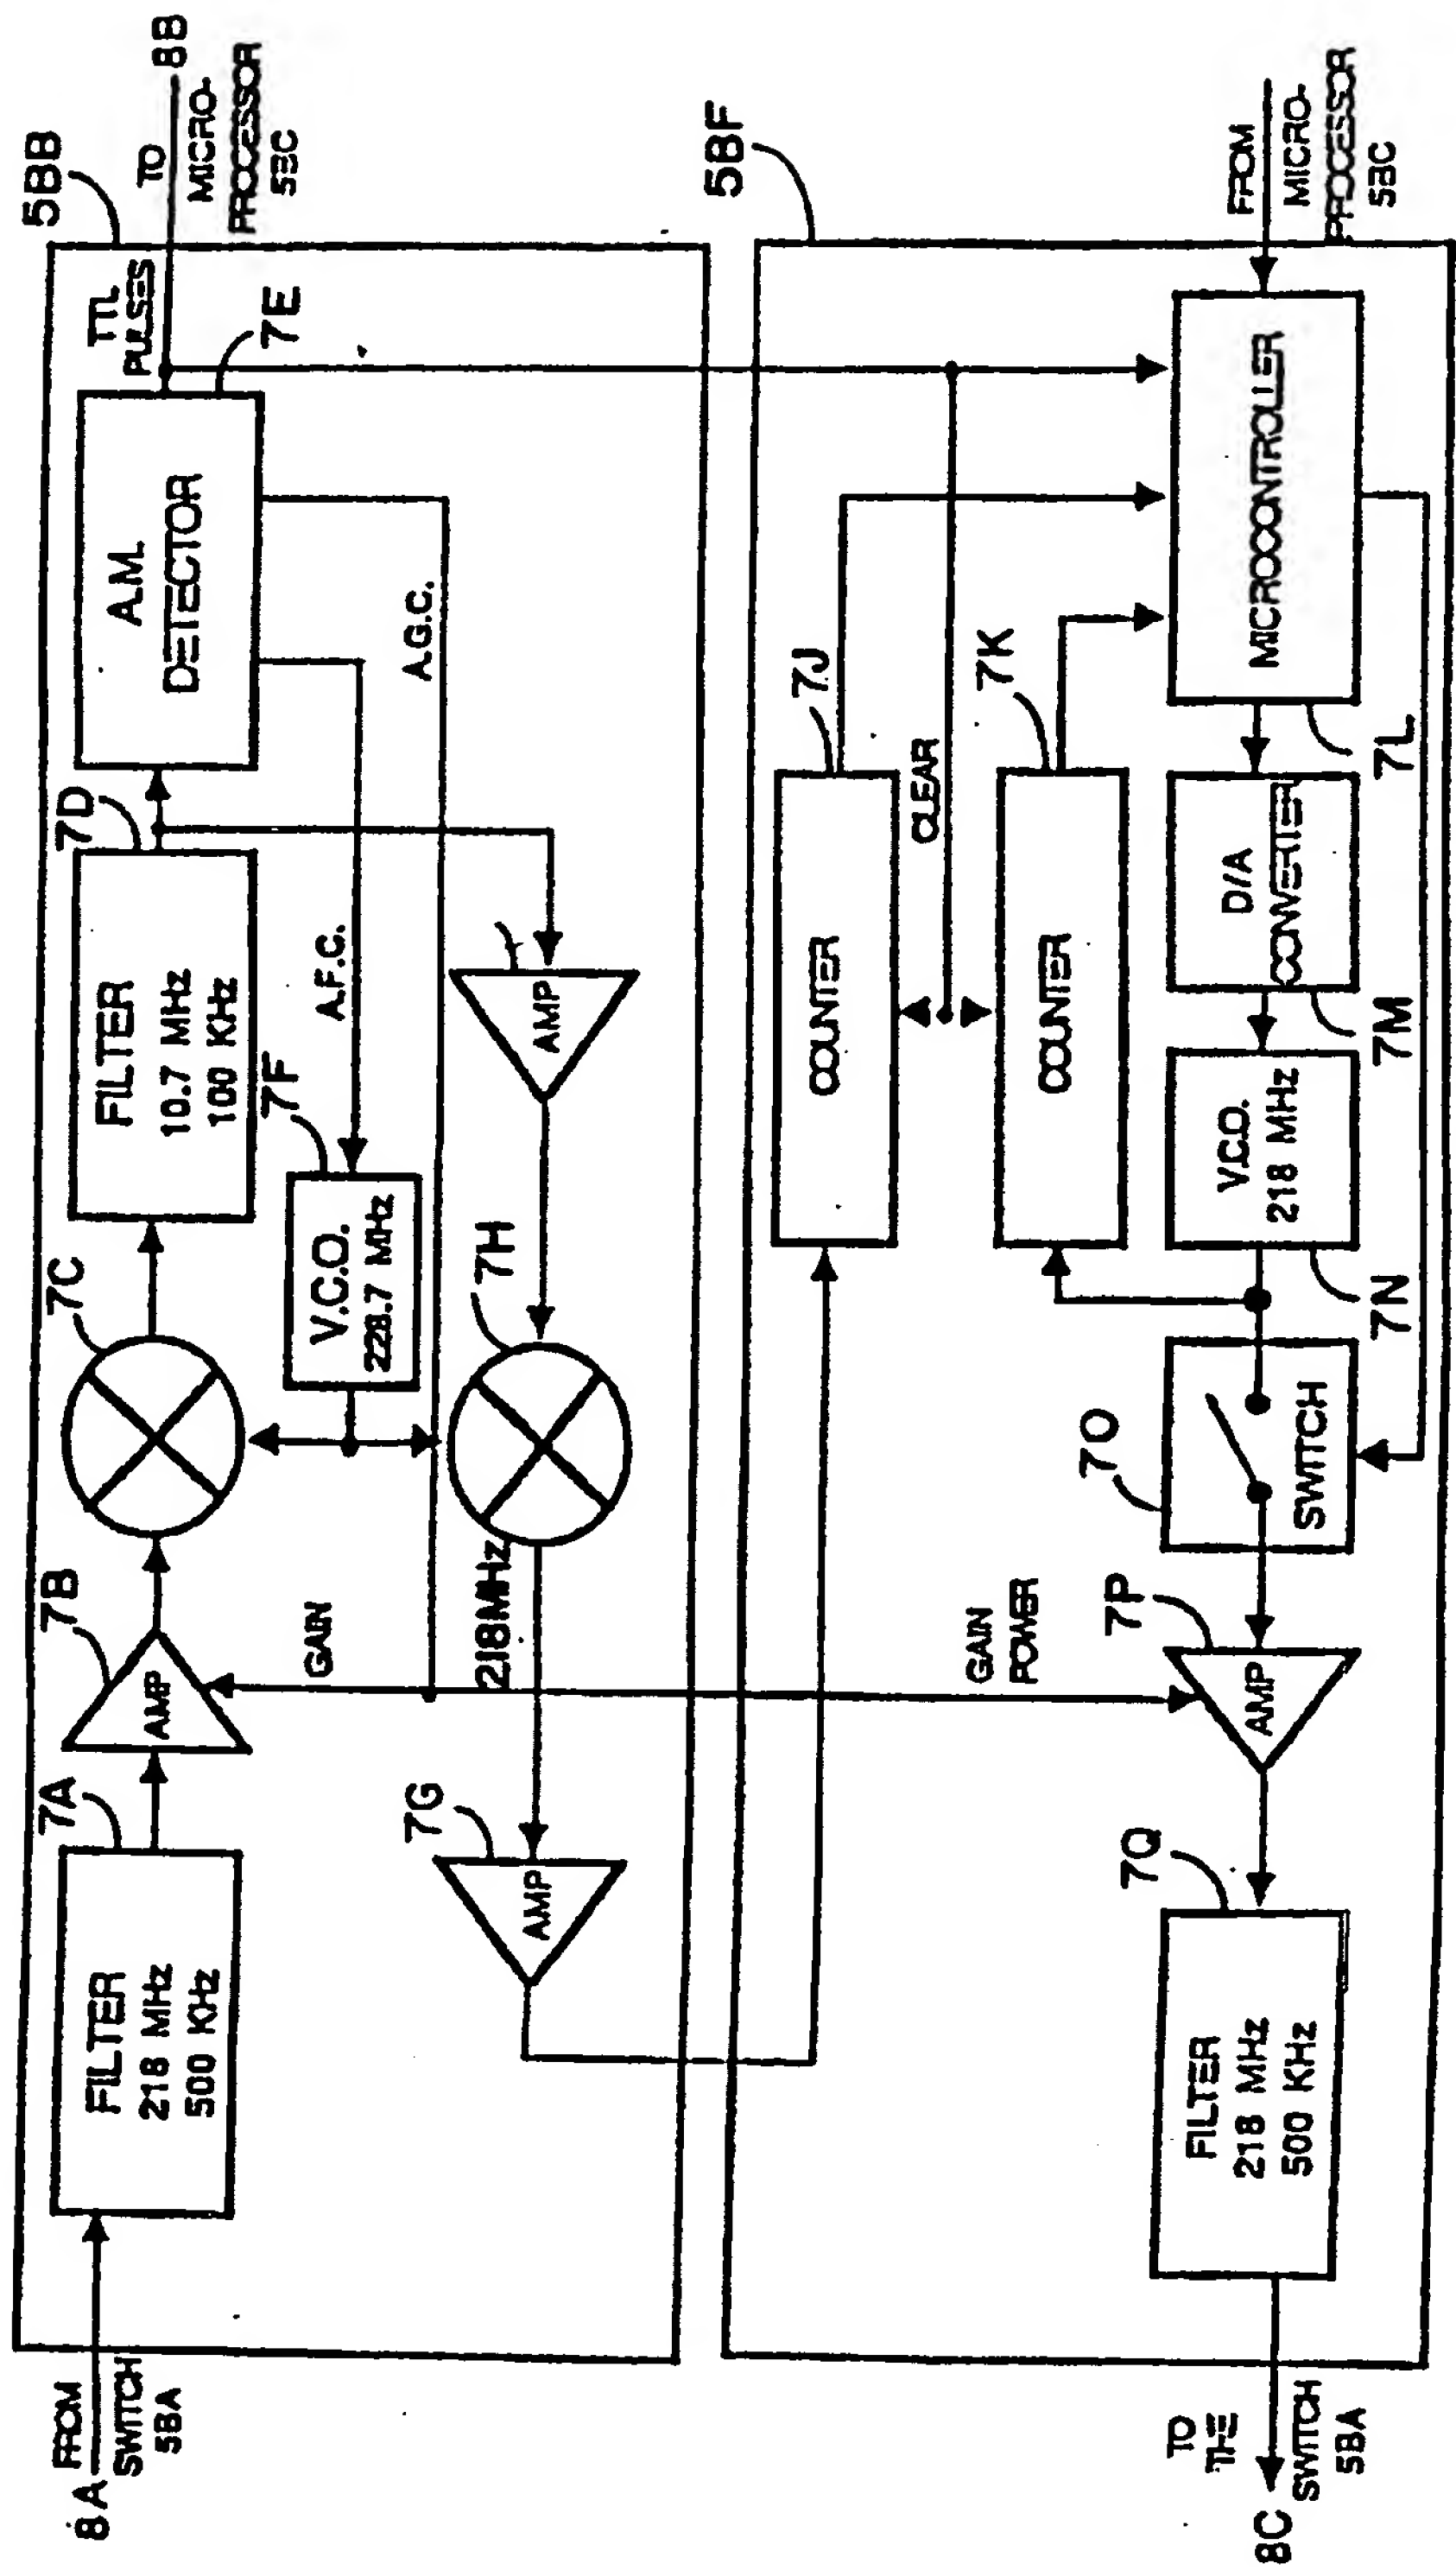 8A
FROM
SWITCH
5BA
FILTER
218 MHz
500 KHz
7A
AMP
7B
GAIN
7C
FILTER
10.7 MHz
100 KHz
7D
A.M.
DETECTOR
7E
TTL
PULSES
5BB
TO
MICRO-
PROCESSOR
5BC
8B
V.C.O.
228.7 MHz
7F
A.F.C.
A.G.C.
AMP
7G
218MHz
7H
AMP
5BF
COUNTER
7J
CLEAR
COUNTER
7K
8C
TO
THE
SWITCH
5BA
FILTER
218 MHz
500 KHz
7Q
AMP
7P
GAIN
POWER
SWITCH
7O
V.C.O.
218 MHz
7N
D/A
CONVERTER
7M
MICROCONTROLLER
7L
FROM
MICRO-
PROCESSOR
5BC